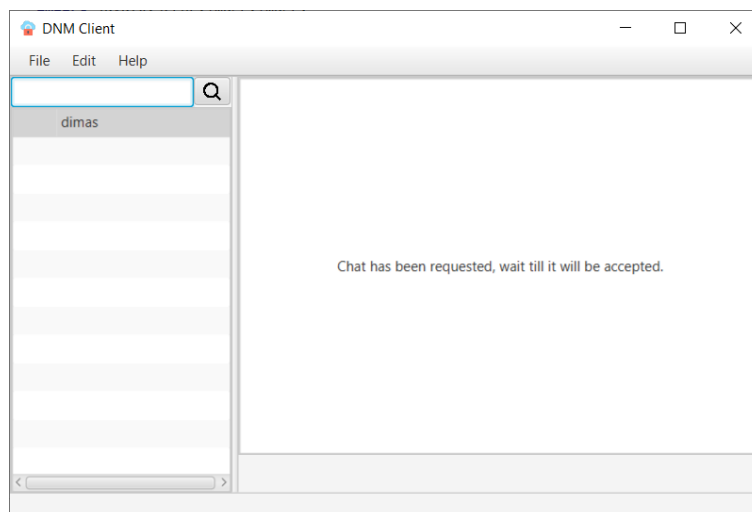 DNM Client
File Edit Help
dimas
Chat has been requested, wait till it will be accepted.